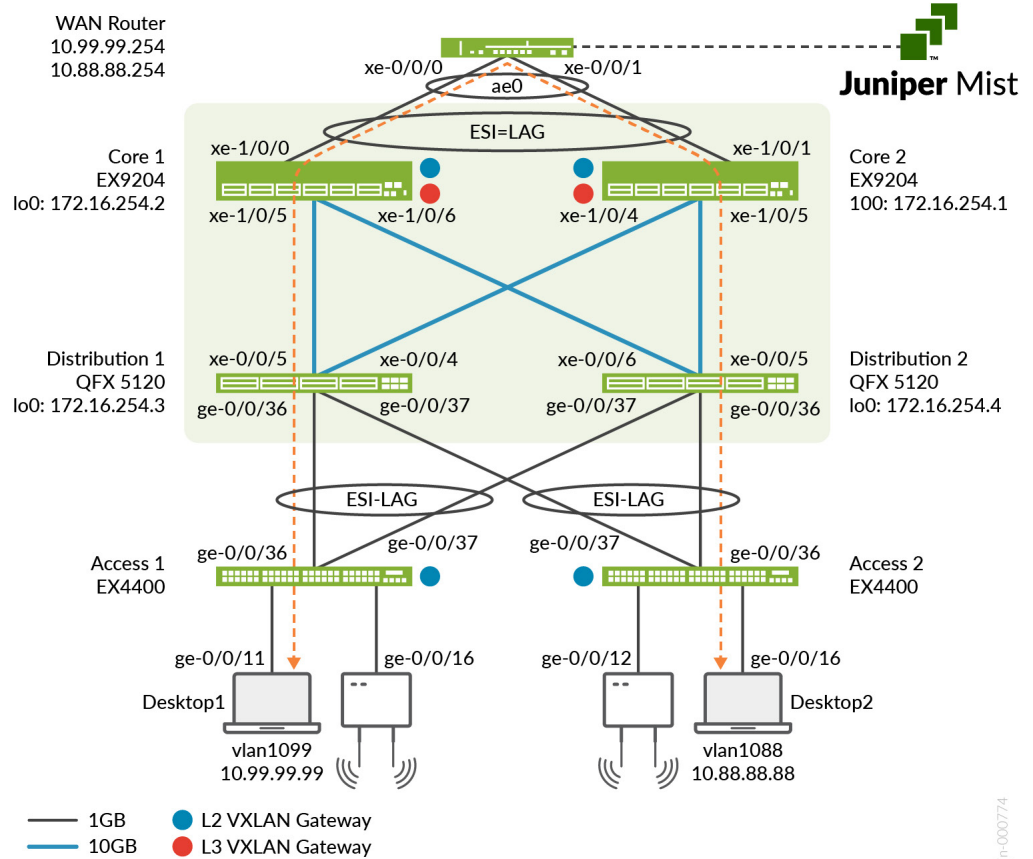 WAN Router
10.99.99.254
10.88.88.254
xe-0/0/0
xe-0/0/1
ae0
™
Juniper Mist
ESI=LAG
Core 1
EX9204
lo0: 172.16.254.2
xe-1/0/0
xe-1/0/1
Core 2
EX9204
100: 172.16.254.1
xe-1/0/5
xe-1/0/6
xe-1/0/4
xe-1/0/5
Distribution 1
QFX 5120
lo0: 172.16.254.3
xe-0/0/5
xe-0/0/4
xe-0/0/6
xe-0/0/5
Distribution 2
QFX 5120
lo0: 172.16.254.4
ge-0/0/36
ge-0/0/37
ge-0/0/37
ge-0/0/36
ESI-LAG
ESI-LAG
Access 1
EX4400
ge-0/0/36
ge-0/0/37
ge-0/0/37
ge-0/0/36
Access 2
EX4400
ge-0/0/11
ge-0/0/16
ge-0/0/12
ge-0/0/16
Desktop1
Desktop2
vlan1099
10.99.99.99
vlan1088
10.88.88.88
1GB
L2 VXLAN Gateway
10GB
L3 VXLAN Gateway
n-000774